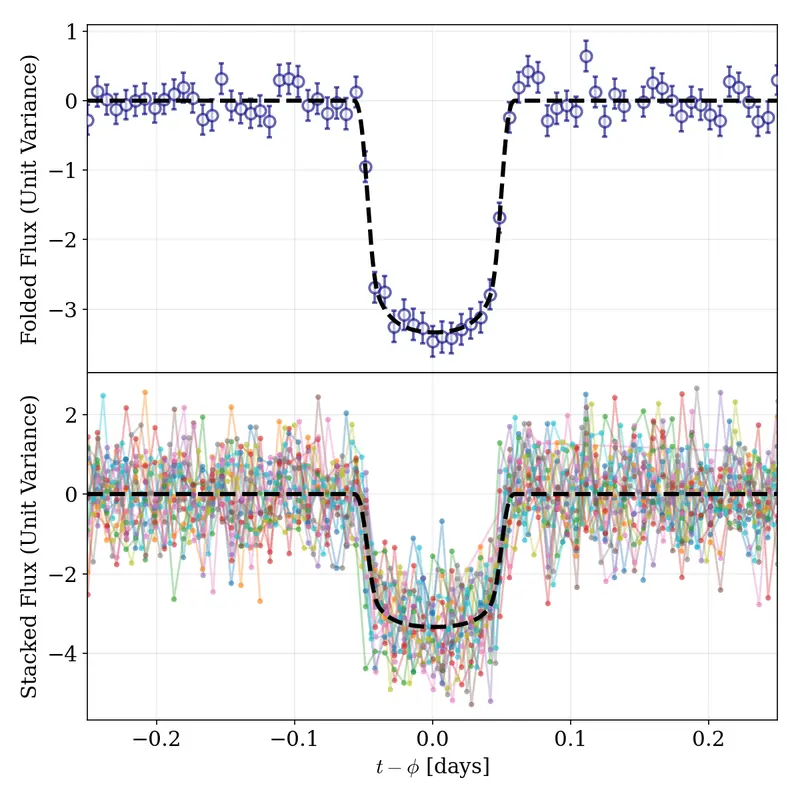 1
0
−1
−2
−3
Folded Flux (Unit Variance)
2
0
−2
−4
Stacked Flux (Unit Variance)
−0.2 −0.1 0.0 0.1 0.2
t − ϕ [days]